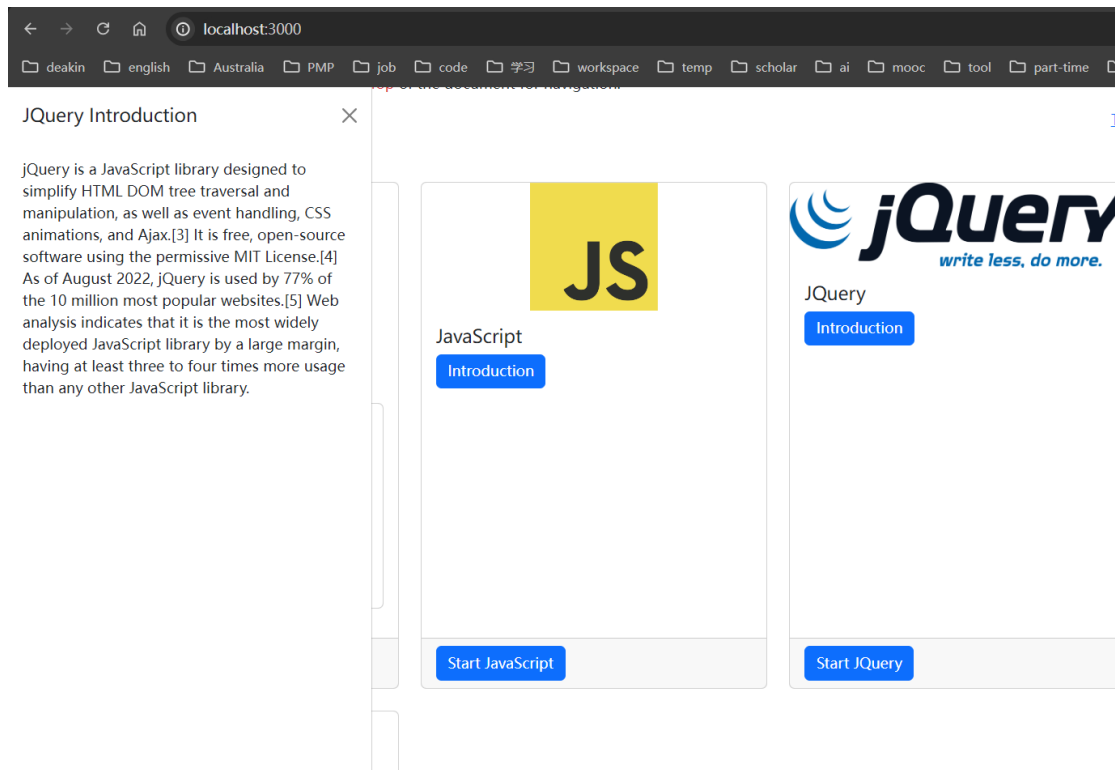 localhost:3000
deakin english Australia PMP job code 学习 workspace temp scholar ai mooc tool part-time
of the document for navigation.
JQuery Introduction
jQuery is a JavaScript library designed to
simplify HTML DOM tree traversal and
manipulation, as well as event handling, CSS
animations, and Ajax.[3] It is free, open-source
software using the permissive MIT License.[4]
As of August 2022, jQuery is used by 77% of
the 10 million most popular websites.[5] Web
analysis indicates that it is the most widely
deployed JavaScript library by a large margin,
having at least three to four times more usage
than any other JavaScript library.
JS
JavaScript
Introduction
Start JavaScript
jQuery
write less, do more.
JQuery
Introduction
Start JQuery